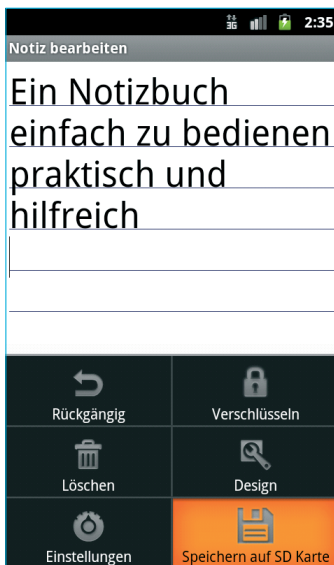 3G 2:35
Notiz bearbeiten
Ein Notizbuch
einfach zu bedienen
praktisch und
hilfreich
Rückgängig Verschlüsseln
Löschen Design
Einstellungen Speichern auf SD Karte